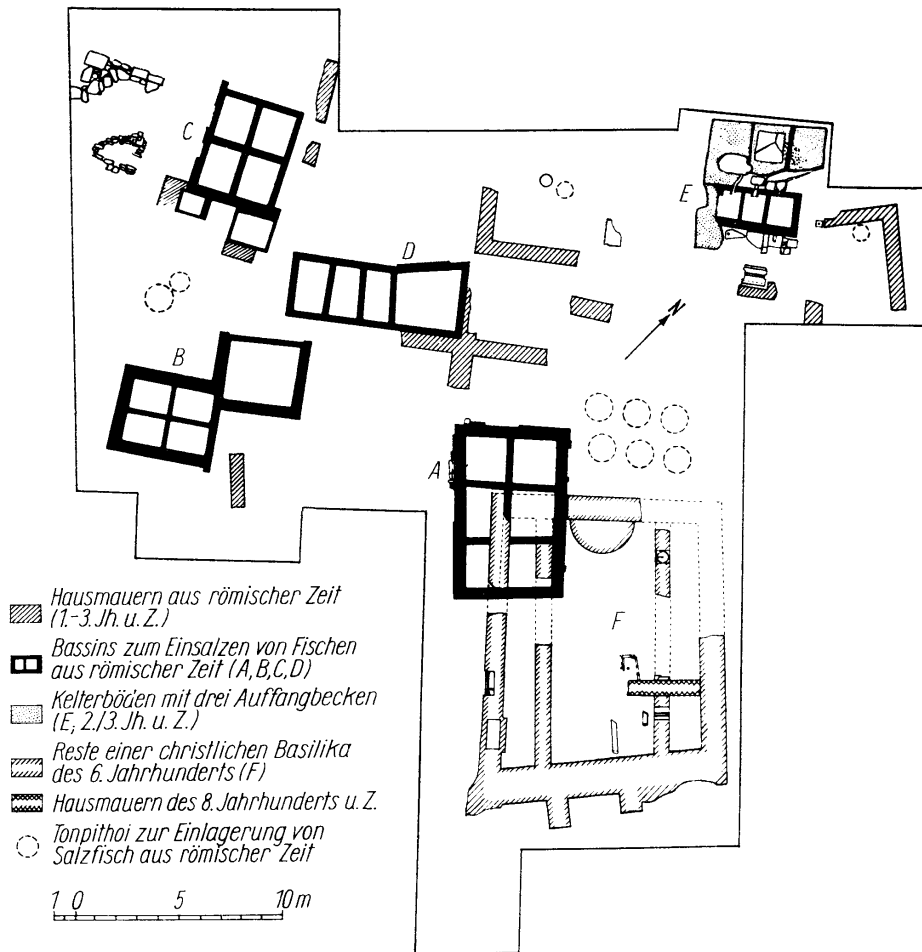 C
E
D
N
B
A
F
Hausmauern aus römischer Zeit
(1.-3. Jh. u. Z.)
Bassins zum Einsalzen von Fischen
aus römischer Zeit (A, B, C, D)
Kelterböden mit drei Auffangbecken
(E, 2./3. Jh. u. Z.)
Reste einer christlichen Basilika
des 6. Jahrhunderts (F)
Hausmauern des 8. Jahrhunderts u. Z.
Tonpithoi zur Einlagerung von
Salzfisch aus römischer Zeit
1 0 5 10 m